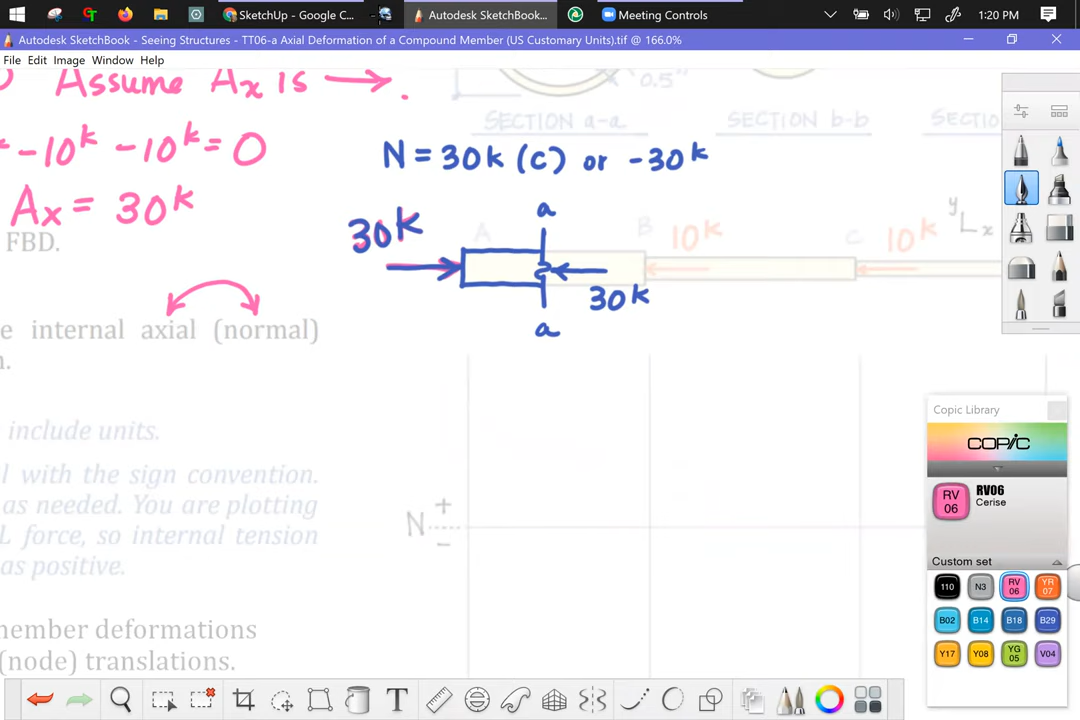 SketchUp - Google C...
Autodesk SketchBook...
Meeting Controls
1:20 PM
Autodesk SketchBook - Seeing Structures - TT06-a Axial Deformation of a Compound Member (US Customary Units).tif @ 166.0%
File Edit Image Window Help
Assume Ax is →.
0.5"
SECTION a-a
SECTION b-b
SECTIO
-10k -10k = 0
N = 30k (C) or -30k
Ax = 30k
30k
a
A
B
10k
C
10k
y
x
FBD.
30k
a
e internal axial (normal)
n.
include units.
l with the sign convention.
as needed. You are plotting
L force, so internal tension
as positive.
N
+
-
member deformations
(node) translations.
Copic Library
COPIC
RV
06
RV06
Cerise
Custom set
110
N3
RV
06
YR
07
B02
B14
B18
B29
Y17
Y08
YG
05
V04
T